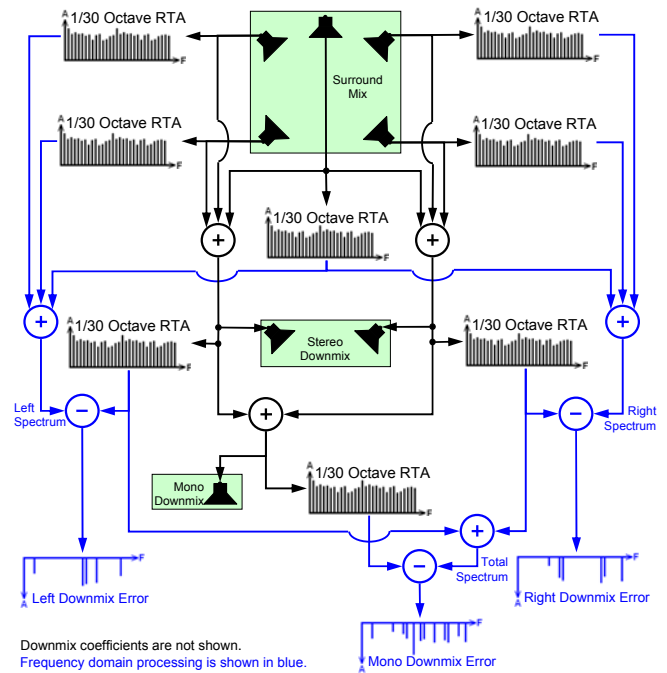 A
1/30 Octave RTA
F
A
1/30 Octave RTA
F
Surround
Mix
A
1/30 Octave RTA
F
A
1/30 Octave RTA
F
A
1/30 Octave RTA
F
+
+
+
+
A
1/30 Octave RTA
F
Stereo
Downmix
A
1/30 Octave RTA
F
Left
Spectrum
−
+
−
Right
Spectrum
Mono
Downmix
A
1/30 Octave RTA
F
+
−
Total
Spectrum
F
A
Left Downmix Error
F
A
Right Downmix Error
F
A
Mono Downmix Error
Downmix coefficients are not shown.
Frequency domain processing is shown in blue.